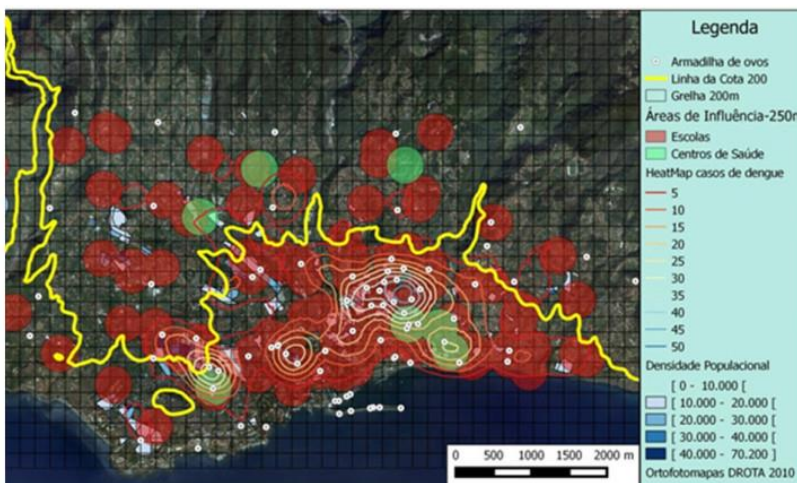 Legenda
Armadilha de ovos
Linha da Cota 200
Grelha 200m
Áreas de Influência-250m
Escolas
Centros de Saúde
HeatMap casos de dengue
5
10
15
20
25
30
35
40
45
50
Densidade Populacional
[ 0 - 10.000 [
[ 10.000 - 20.000 [
[ 20.000 - 30.000 [
[ 30.000 - 40.000 [
[ 40.000 - 70.200 [
Ortofotomapas DROTA 2010
0 500 1000 1500 2000 m